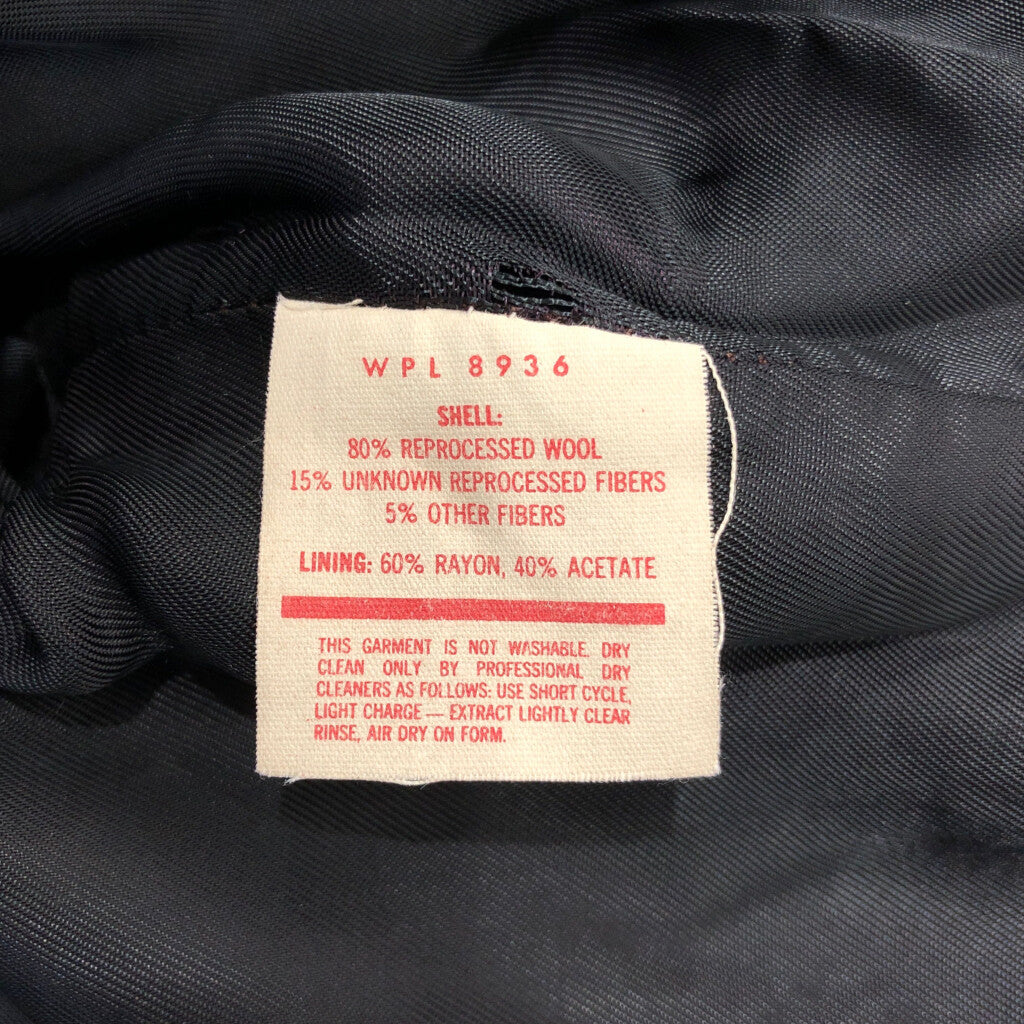 WPL 8936
SHELL:
80% REPROCESSED WOOL
15% UNKNOWN REPROCESSED FIBERS
5% OTHER FIBERS
LINING: 60% RAYON, 40% ACETATE
THIS GARMENT IS NOT WASHABLE. DRY
CLEAN ONLY BY PROFESSIONAL DRY
CLEANERS AS FOLLOWS: USE SHORT CYCLE,
LIGHT CHARGE — EXTRACT LIGHTLY CLEAR
RINSE, AIR DRY ON FORM.